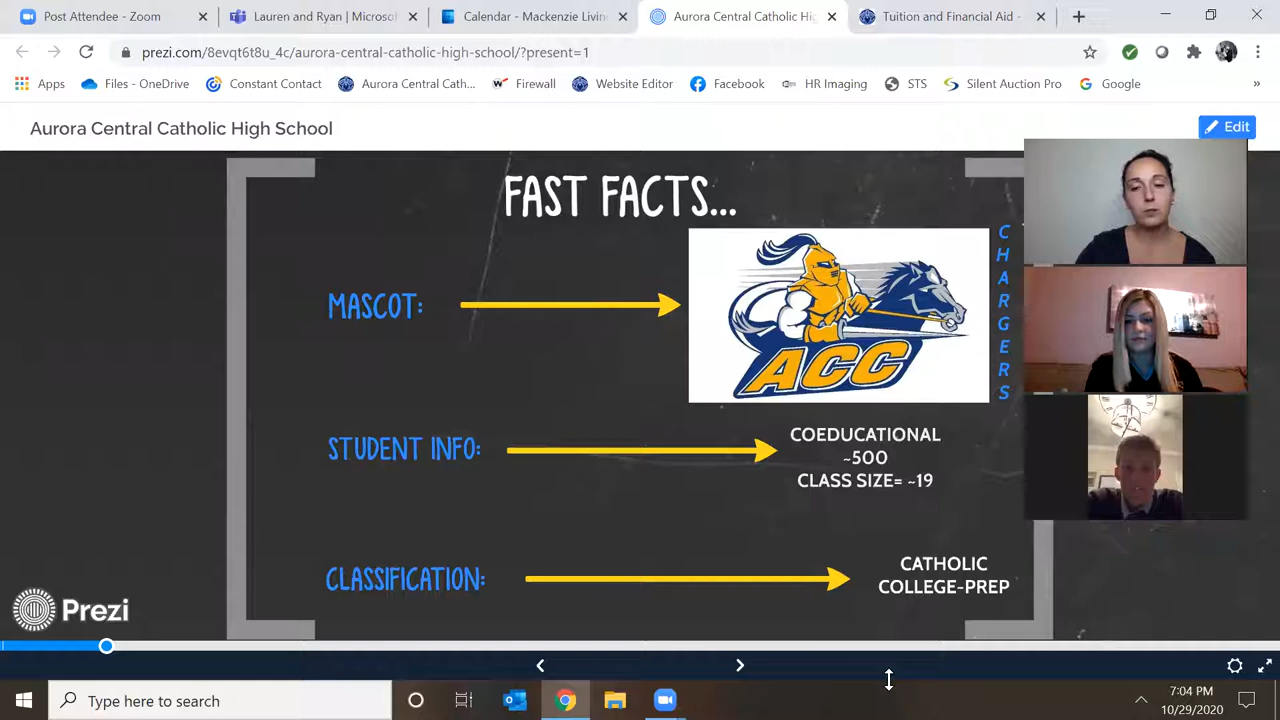 Post Attendee - Zoom
Lauren and Ryan | Microsof
Calendar - Mackenzie Livin
Aurora Central Catholic High S
Tuition and Financial Aid -
prezi.com/8evqt6t8u_4c/aurora-central-catholic-high-school/?present=1
Apps
Files - OneDrive
Constant Contact
Aurora Central Cath...
Firewall
Website Editor
Facebook
HR Imaging
STS
Silent Auction Pro
Google
»
Aurora Central Catholic High School
Edit
FAST FACTS...
MASCOT:
ACC
CHARGERS
STUDENT INFO:
COEDUCATIONAL
~500
CLASS SIZE= ~19
CLASSIFICATION:
CATHOLIC
COLLEGE-PREP
Prezi
Type here to search
7:04 PM
10/29/2020